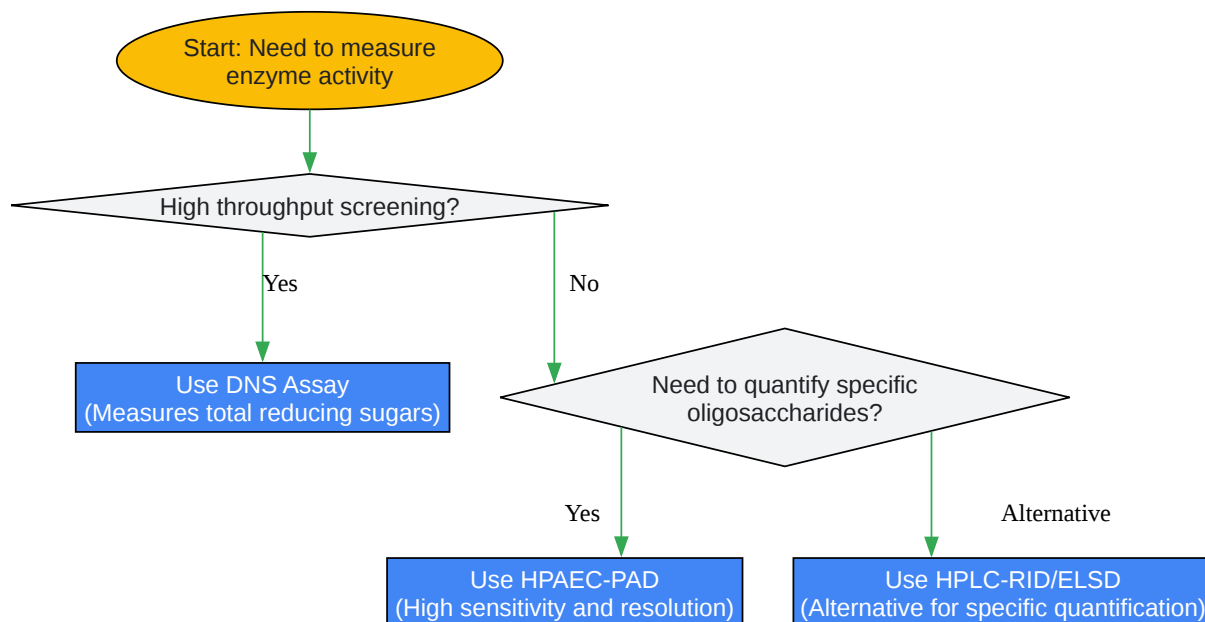 Start: Need to measure
enzyme activity
High throughput screening?
Yes
No
Use DNS Assay
(Measures total reducing sugars)
Need to quantify specific
oligosaccharides?
Yes
Alternative
Use HPAEC-PAD
(High sensitivity and resolution)
Use HPLC-RID/ELSD
(Alternative for specific quantification)